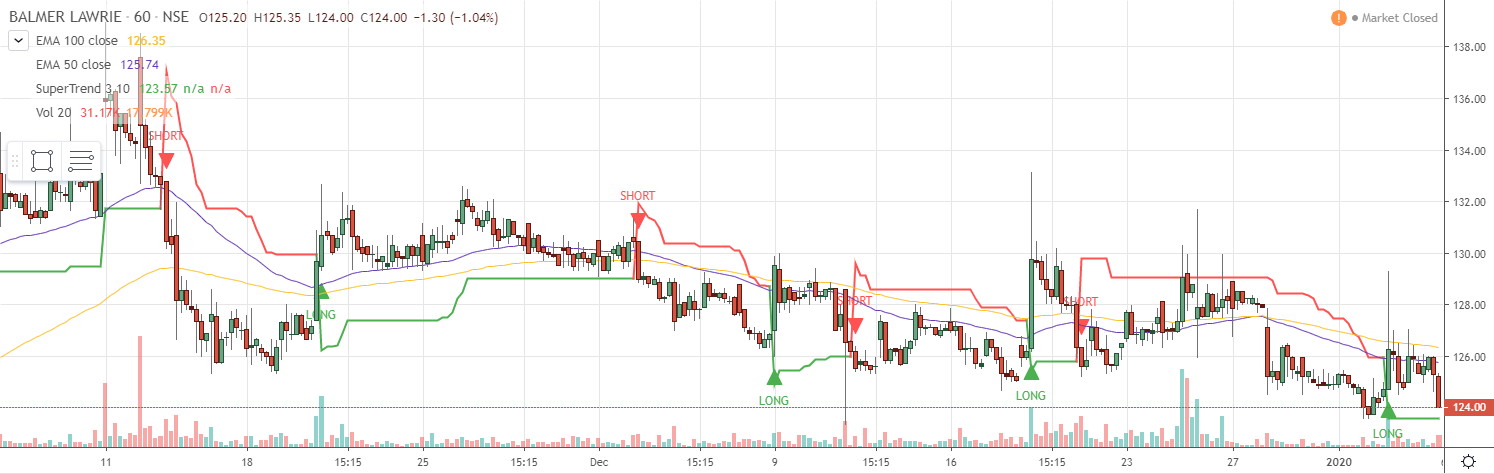 BALMER LAWRIE · 60 · NSE O125.20 H125.35 L124.00 C124.00 −1.30 (−1.04%)
! Market Closed
EMA 100 close 126.35
EMA 50 close 125.74
SuperTrend 3 10 123.57 n/a n/a
Vol 20 31.17K 17.799K
138.00
136.00
134.00
132.00
130.00
128.00
126.00
124.00
SHORT
LONG
SHORT
LONG
SHORT
LONG
SHORT
LONG
11 18 15:15 25 15:15 Dec 15:15 9 15:15 16 15:15 23 27 2020 6